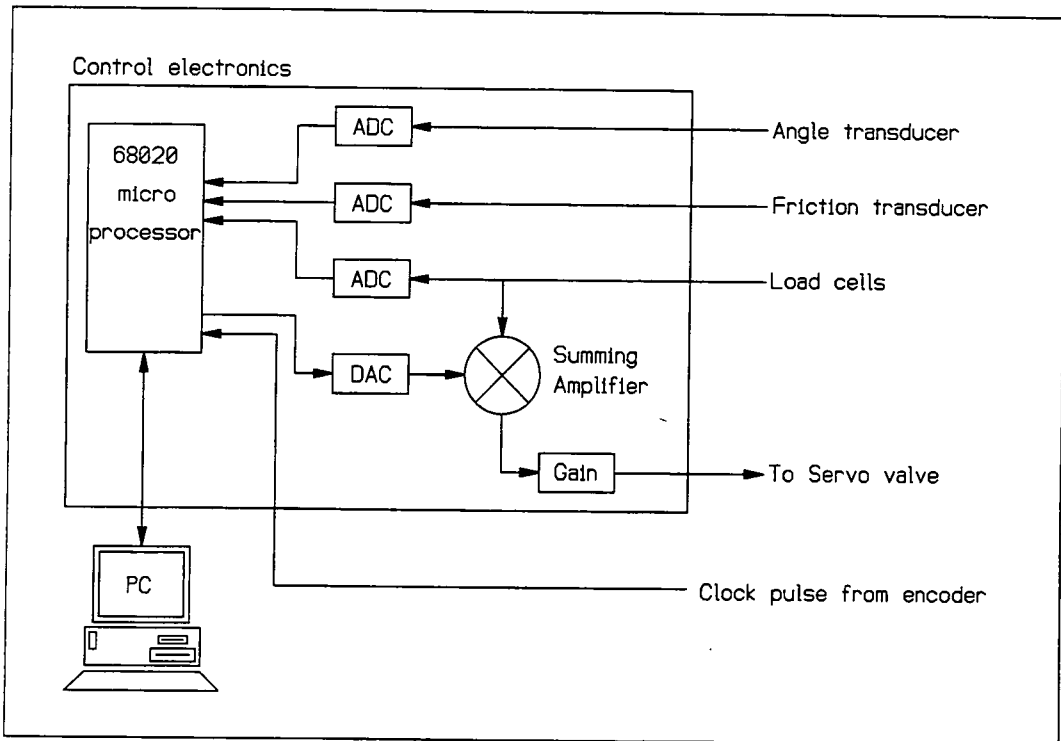 Control electronics
68020
micro
processor
ADC
Angle transducer
ADC
Friction transducer
ADC
Load cells
DAC
Summing
Amplifier
Gain
To Servo valve
PC
Clock pulse from encoder